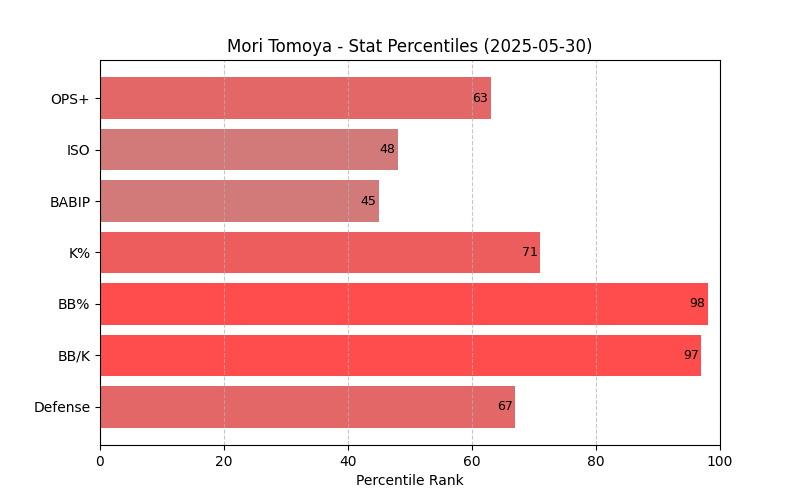 Mori Tomoya - Stat Percentiles (2025-05-30)
OPS+ 63
ISO 48
BABIP 45
K% 71
BB% 98
BB/K 97
Defense 67
0 20 40 60 80 100
Percentile Rank